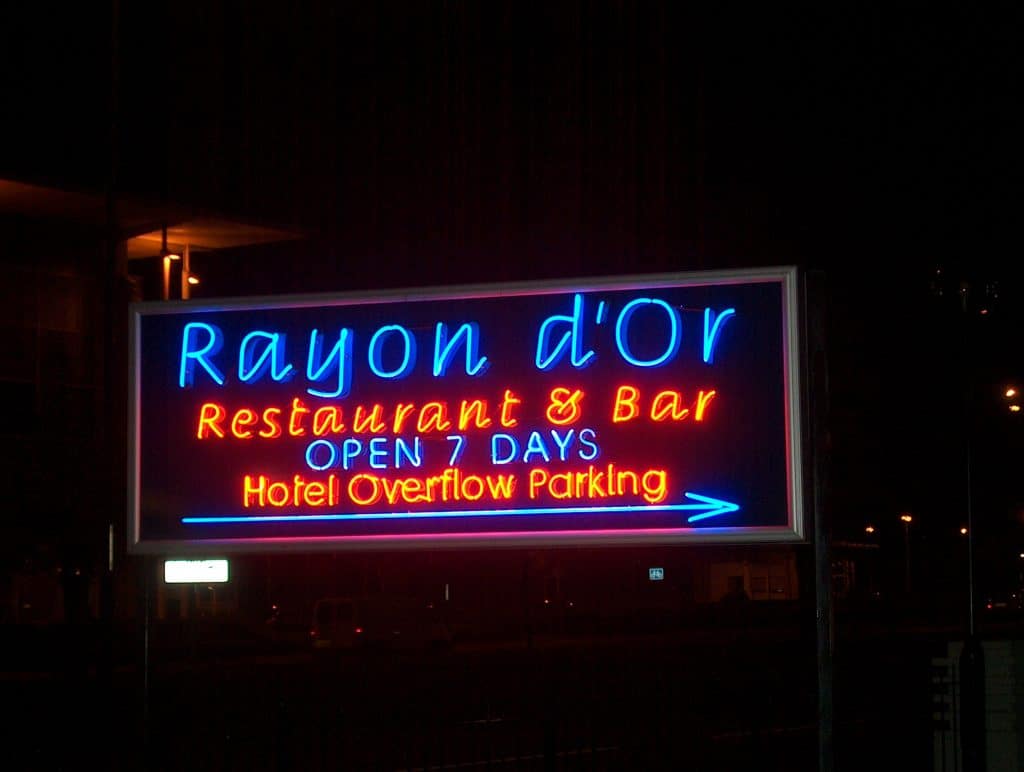 Rayon d'Or
Restaurant & Bar
OPEN 7 DAYS
Hotel Overflow Parking